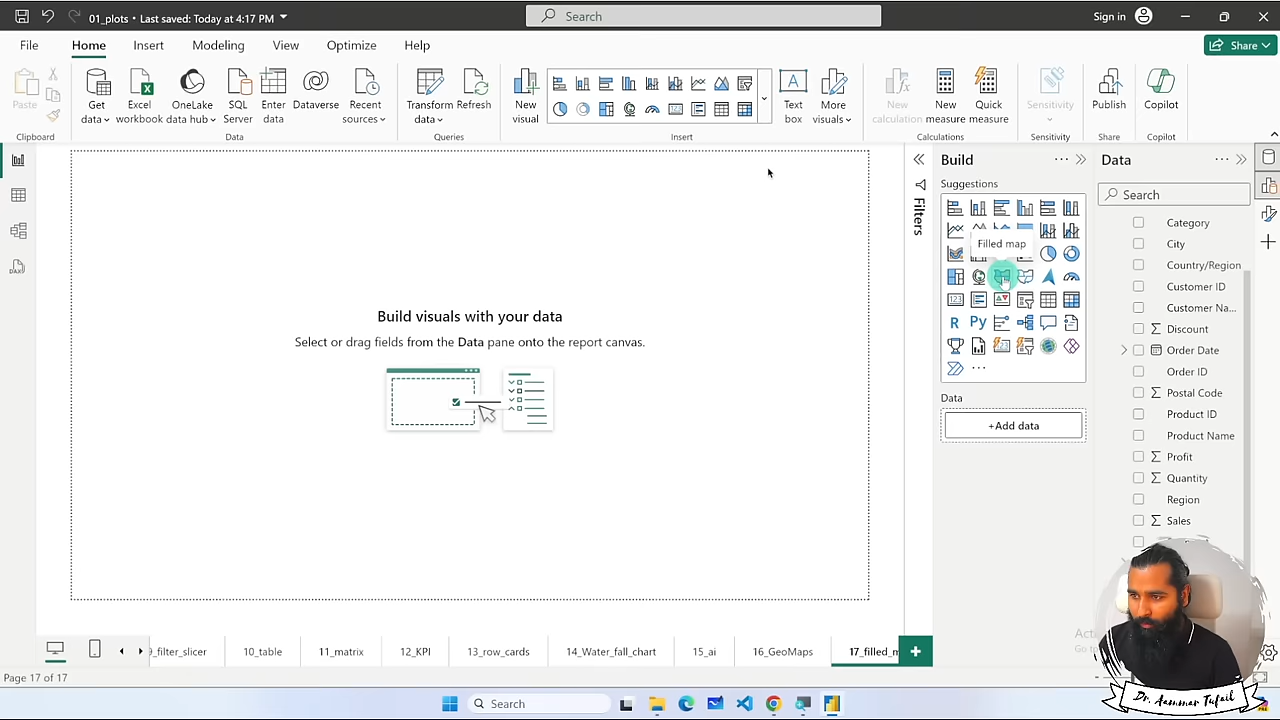 01_plots • Last saved: Today at 4:17 PM
Search
Sign in
File
Home
Insert
View
Modeling
Optimize
Help
Share
Paste
Get data
Excel workbook
OneLake data hub
SQL Server
Enter data
Dataverse
Recent sources
Transform data
Refresh
New visual
Text box
More visuals
New calculation
New measure
Quick measure
Sensitivity
Publish
Copilot
Clipboard
Data
Queries
Insert
Calculations
Sensitivity
Share
Copilot
Build visuals with your data
Select or drag fields from the Data pane onto the report canvas.
Filters
Build
Suggestions
Filled map
R
Py
Data
+Add data
Data
Search
Category
City
Country/Region
Customer ID
Customer Na...
Discount
Order Date
Order ID
Postal Code
Product ID
Product Name
Profit
Quantity
Region
Sales
10_table
11_matrix
12_KPI
13_row_cards
14_Water_fall_chart
15_ai
16_GeoMaps
17_filled_m
Page 17 of 17
Search
Dr. Aammar Tufail